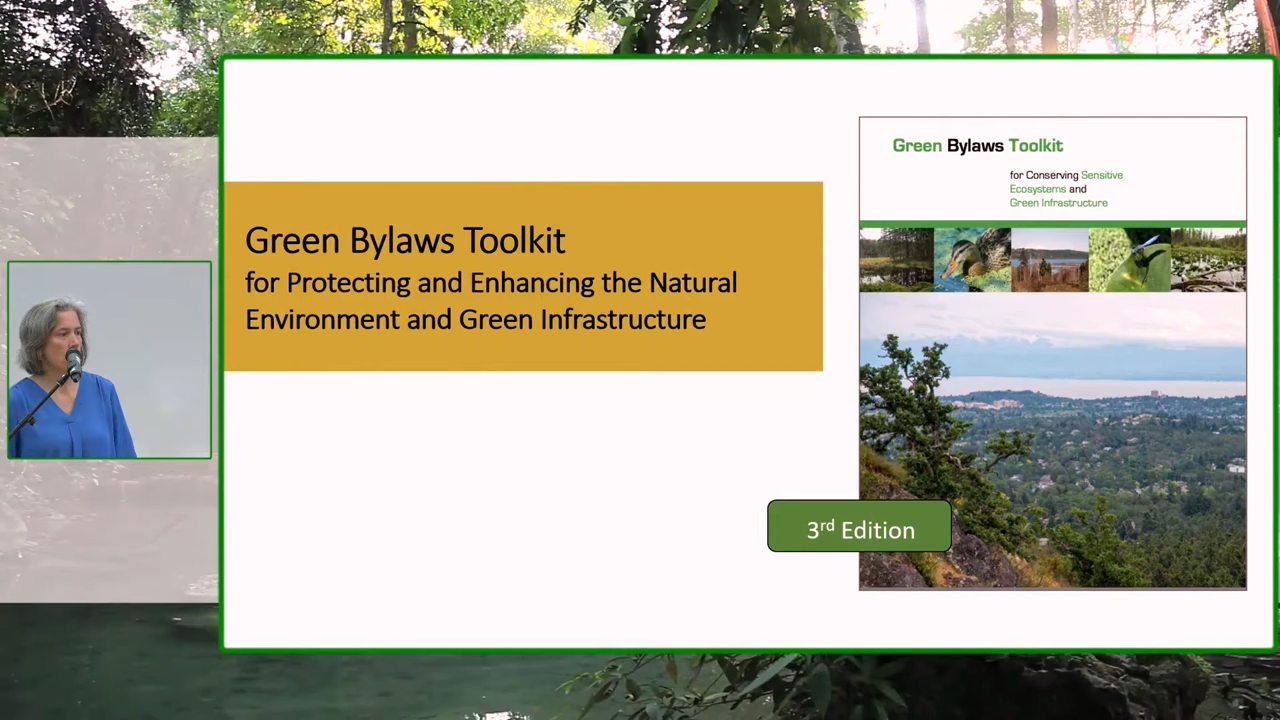 Green Bylaws Toolkit
for Protecting and Enhancing the Natural
Environment and Green Infrastructure
Green Bylaws Toolkit
for Conserving Sensitive
Ecosystems and
Green Infrastructure
3rd Edition